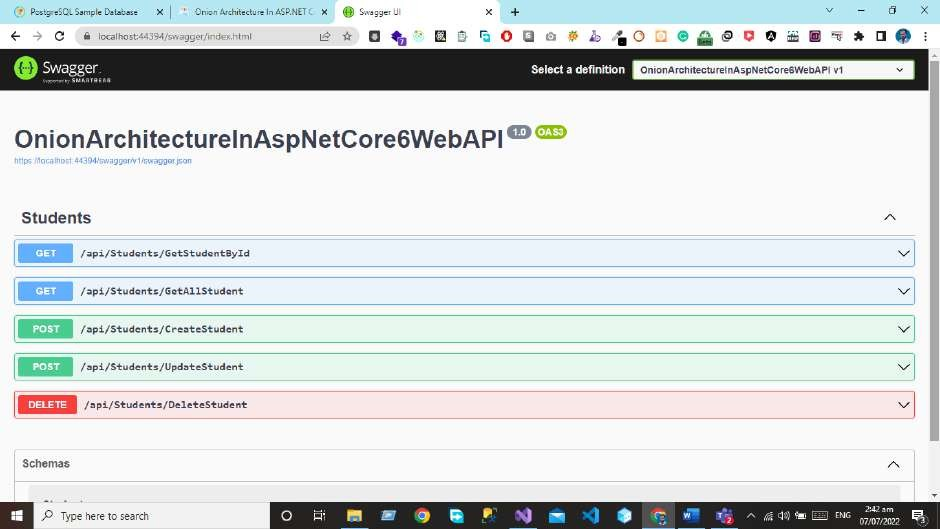 PostgreSQL Sample Database
Onion Architecture In ASP.NET C
Swagger UI
localhost:44394/swagger/index.html
Swagger.
Supported by SMARTBEAR
Select a definition
OnionArchitectureInAspNetCore6WebAPI v1
OnionArchitectureInAspNetCore6WebAPI 1.0 OAS3
https://localhost:44394/swagger/v1/swagger.json
Students
GET /api/Students/GetStudentById
GET /api/Students/GetAllStudent
POST /api/Students/CreateStudent
POST /api/Students/UpdateStudent
DELETE /api/Students/DeleteStudent
Schemas
Type here to search
ENG
2:42 am
07/07/2022